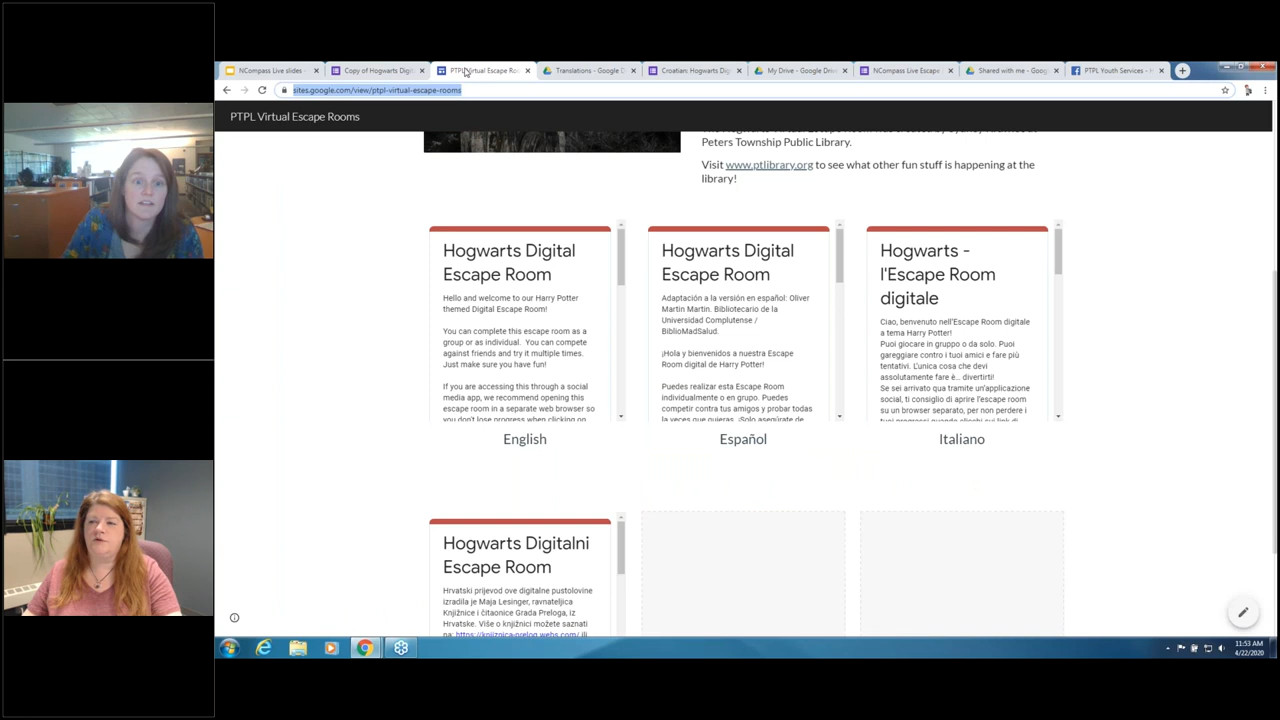 NCompass Live slides -
Copy of Hogwarts Digit
PTPL Virtual Escape Roo
Translations - Google D
Croatian: Hogwarts Dig
My Drive - Google Driv
NCompass Live Escape
Shared with me - Goog
PTPL Youth Services -
sites.google.com/view/ptpl-virtual-escape-rooms
PTPL Virtual Escape Rooms
Peters Township Public Library.
Visit www.ptlibrary.org to see what other fun stuff is happening at the
library!
Hogwarts Digital
Escape Room
Hello and welcome to our Harry Potter
themed Digital Escape Room!
You can complete this escape room as a
group or as individual. You can compete
against friends and try it multiple times.
Just make sure you have fun!
If you are accessing this through a social
media app, we recommend opening this
escape room in a separate web browser so
you don't lose progress when clicking on
English
Hogwarts Digital
Escape Room
Adaptación a la versión en español: Oliver
Martin Martin. Bibliotecario de la
Universidad Complutense /
BiblioMadSalud.
¡Hola y bienvenidos a nuestra Escape
Room digital de Harry Potter!
Puedes realizar esta Escape Room
individualmente o en grupo. Puedes
competir contra tus amigos y probar todas
la veces que quieras. ¡Solo asegúrate de
Español
Hogwarts -
l'Escape Room
digitale
Ciao, benvenuto nell'Escape Room digitale
a tema Harry Potter!
Puoi giocare in gruppo o da solo. Puoi
gareggiare contro i tuoi amici e fare più
tentativi. L'unica cosa che devi
assolutamente fare è... divertirti!
Se sei arrivato qua tramite un'applicazione
social, ti consiglio di aprire l'escape room
su un browser separato, per non perdere i
Italiano
Hogwarts Digitalni
Escape Room
Hrvatski prijevod ove digitalne pustolovine
izradila je Maja Lesinger, ravnateljica
Knjižnice i čitaonice Grada Preloga, iz
Hrvatske. Više o knjižnici možete saznati
na: https://knjiznica-prelog.webs.com/ ili
11:53 AM
4/22/2020